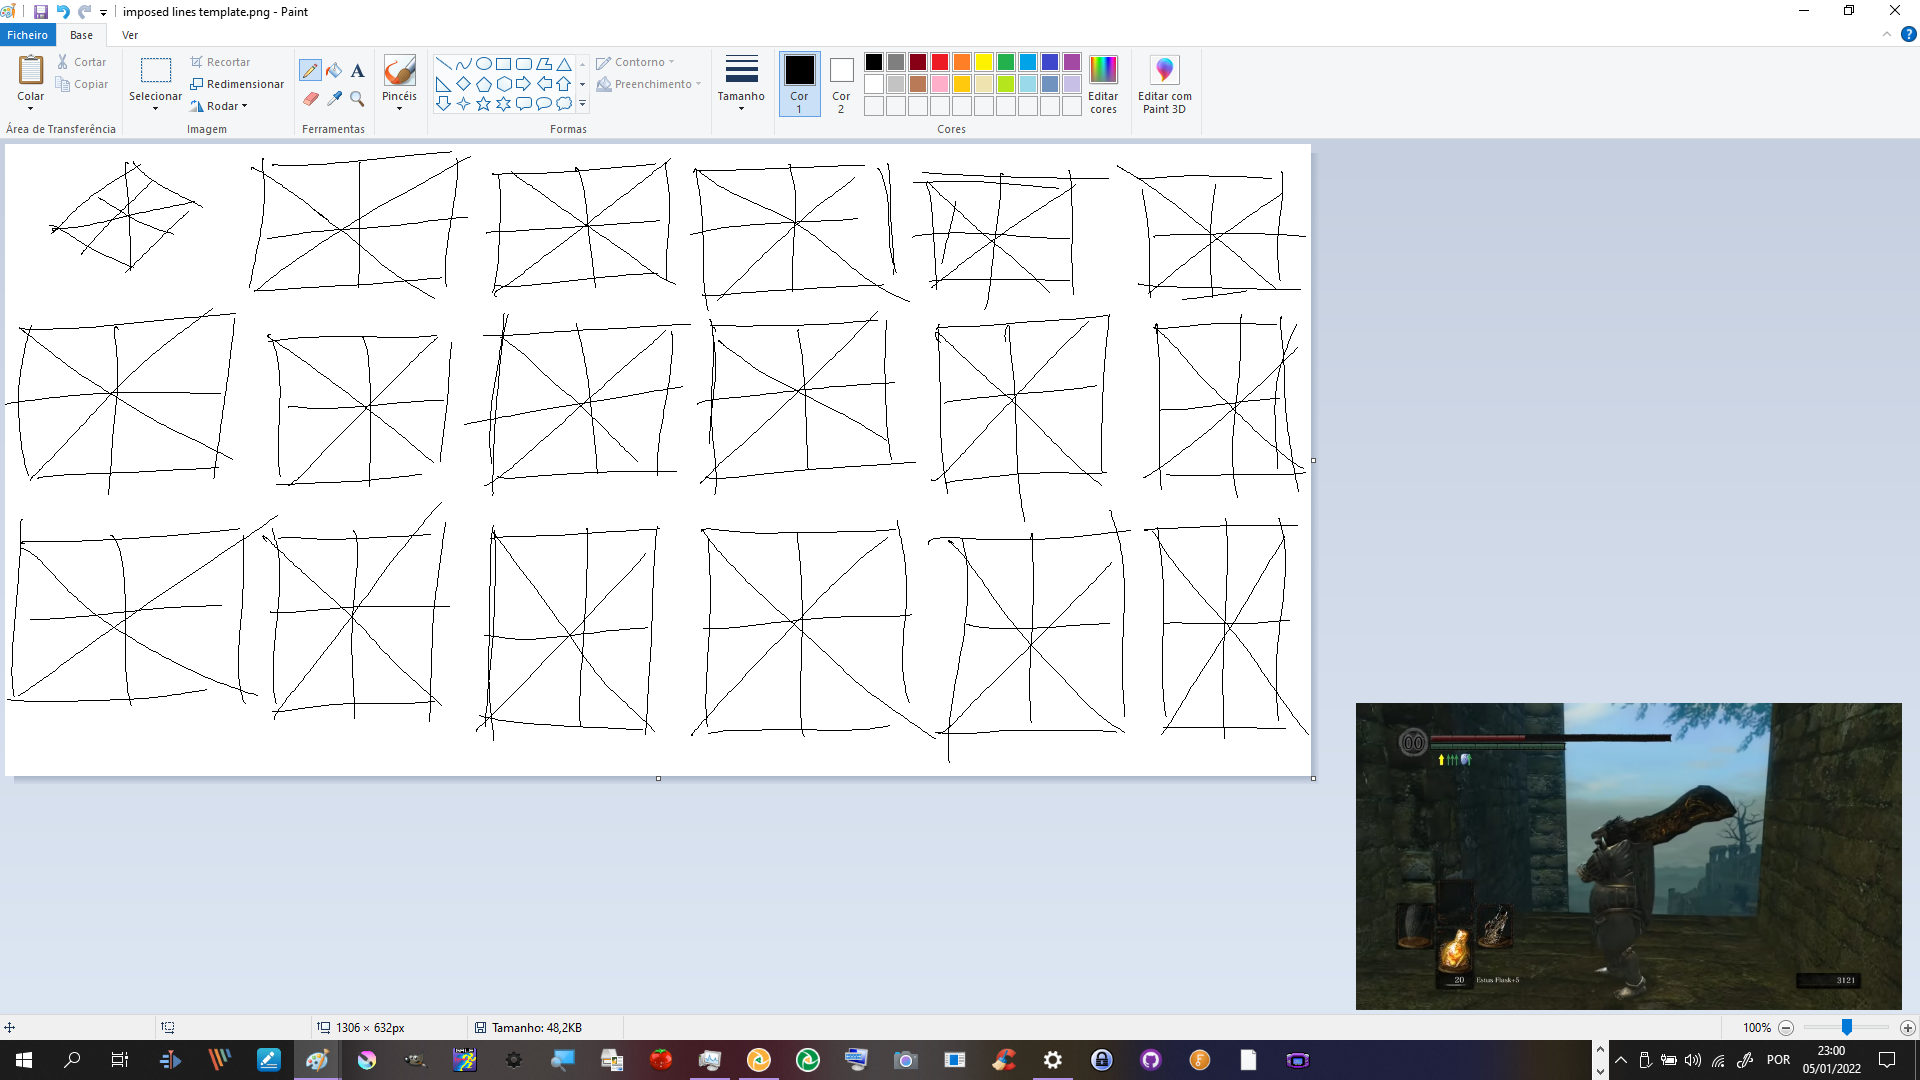 imposed lines template.png - Paint
Ficheiro Base Ver
Colar
Cortar
Copiar
Área de Transferência
Selecionar
Recortar
Redimensionar
Rodar
Imagem
A
Ferramentas
Pincéis
Contorno
Preenchimento
Formas
Tamanho
Cor 1
Cor 2
Editar cores
Editar com Paint 3D
Cores
00
20 Estus Flask+5
3121
1306 × 632px
Tamanho: 48,2KB
100%
POR
23:00
05/01/2022